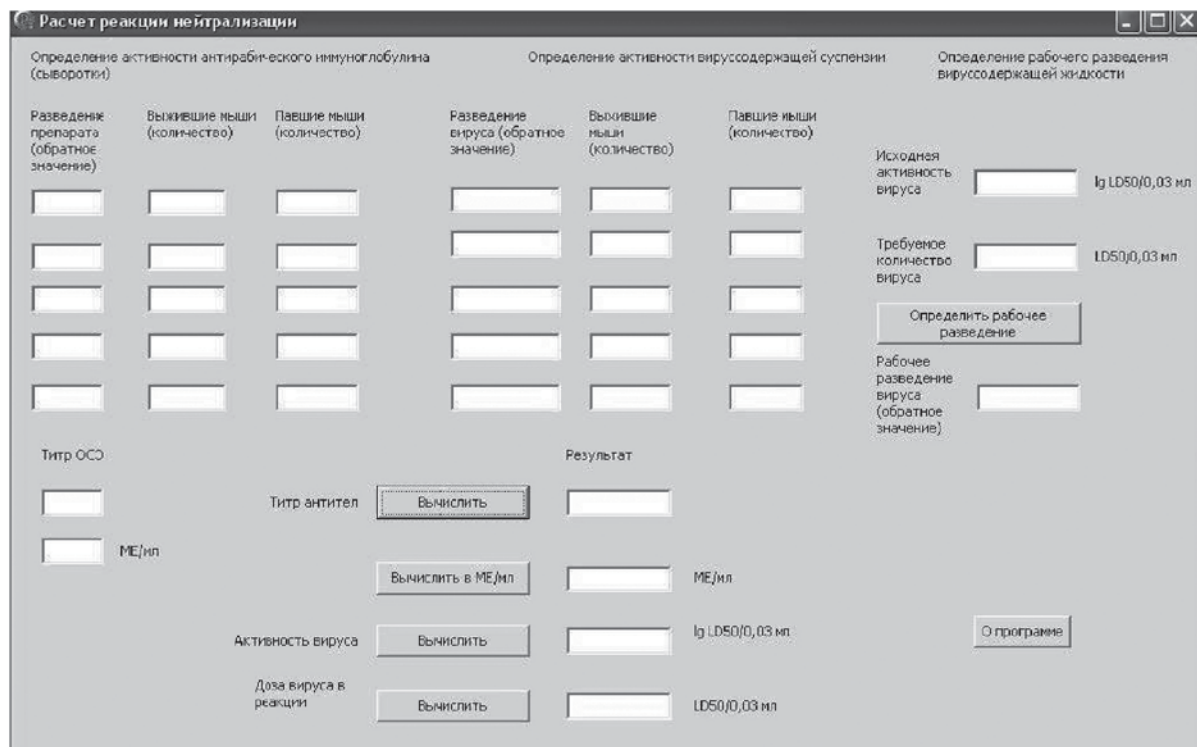 Расчет реакции нейтрализации
Определение активности антирабического иммуноглобулина
(сыворотки)
Определение активности вируссодержащей суспензии
Определение рабочего разведения
вируссодержащей жидкости
Разведение
препарата
(обратное
значение)
Выжившие мыши
(количество)
Павшие мыши
(количество)
Разведение
вируса (обратное
значение)
Выжившие
мыши
(количество)
Павшие мыши
(количество)
Исходная
активность
вируса
lg LD50/0,03 мл
Требуемое
количество
вируса
LD50/0,03 мл
Определить рабочее
разведение
Рабочее
разведение
вируса
(обратное
значение)
Титр ОСО
Результат
Титр антител
Вычислить
МЕ/мл
Вычислить в МЕ/мл
МЕ/мл
Активность вируса
Вычислить
lg LD50/0,03 мл
О программе
Доза вируса в
реакции
Вычислить
LD50/0,03 мл